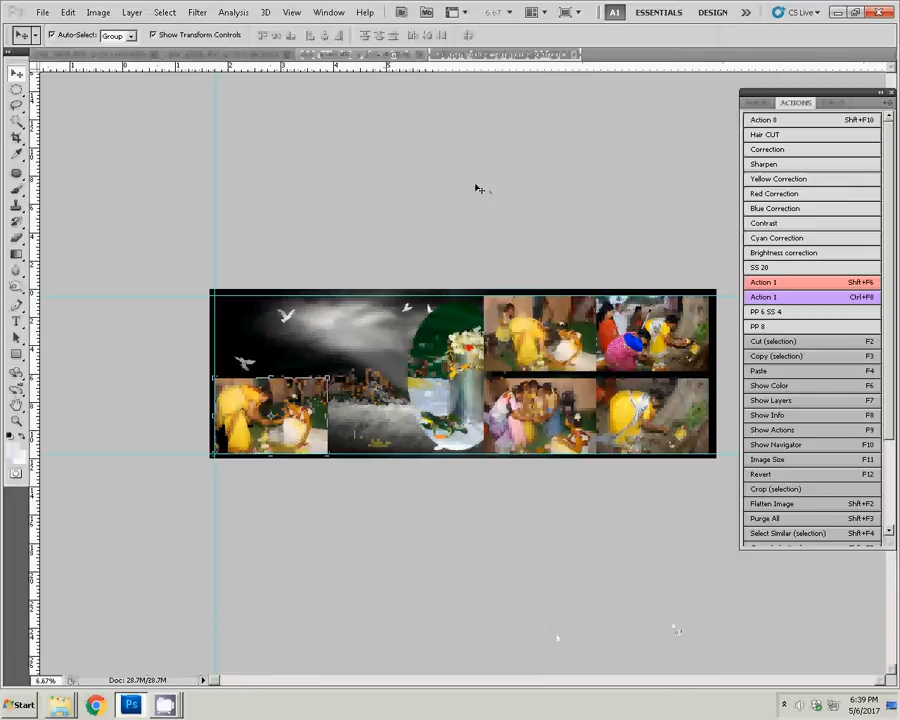 File Edit Image Layer Select Filter Analysis 3D View Window Help
6.67
A1 ESSENTIALS DESIGN CS Live
Auto-Select: Group Show Transform Controls
ACTIONS
Action 8 Shft+F10
Hair CUT
Correction
Sharpen
Yellow Correction
Red Correction
Blue Correction
Contrast
Cyan Correction
Brightness correction
SS 20
Action 1 Shft+F6
Action 1 Ctrl+F8
PP 6 SS 4
PP 8
Cut (selection) F2
Copy (selection) F3
Paste F4
Show Color F6
Show Layers F7
Show Info F8
Show Actions F9
Show Navigator F10
Image Size F11
Revert F12
Crop (selection)
Flatten Image Shft+F2
Purge All Shft+F3
Select Similar (selection) Shft+F4
6.67% Doc: 28.7M/28.7M
Start
Ps
6:39 PM
5/6/2017